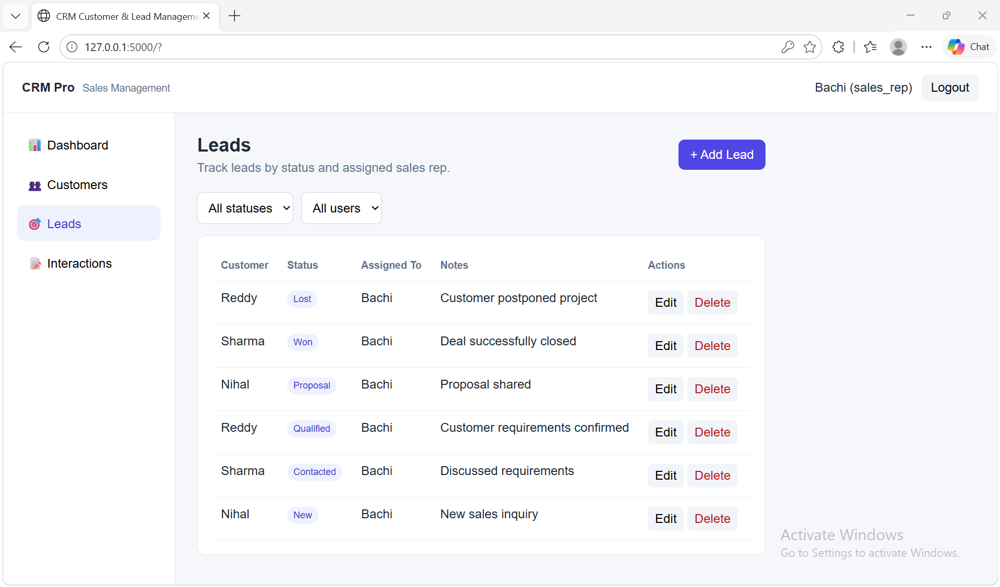 CRM Customer & Lead Manageme
127.0.0.1:5000/?
Chat
CRM Pro Sales Management
Bachi (sales_rep) Logout
Dashboard
Customers
Leads
Interactions
Leads
+ Add Lead
Track leads by status and assigned sales rep.
All statuses All users
Customer Status Assigned To Notes Actions
Reddy Lost Bachi Customer postponed project Edit Delete
Sharma Won Bachi Deal successfully closed Edit Delete
Nihal Proposal Bachi Proposal shared Edit Delete
Reddy Qualified Bachi Customer requirements confirmed Edit Delete
Sharma Contacted Bachi Discussed requirements Edit Delete
Nihal New Bachi New sales inquiry Edit Delete
Activate Windows
Go to Settings to activate Windows.